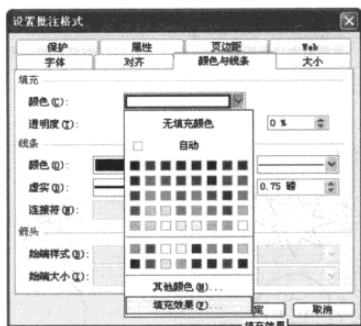 设置批注格式
保护 属性 页边距 Web
字体 对齐 颜色与线条 大小
填充
颜色(C):
透明度(T): 0 %
无填充颜色
自动
线条
颜色(O):
虚实(D): 0.75 磅
连接符(N):
箭头
始端样式(B):
始端大小(I):
其他颜色(M)...
填充效果(F)...
定 取消
填充效果